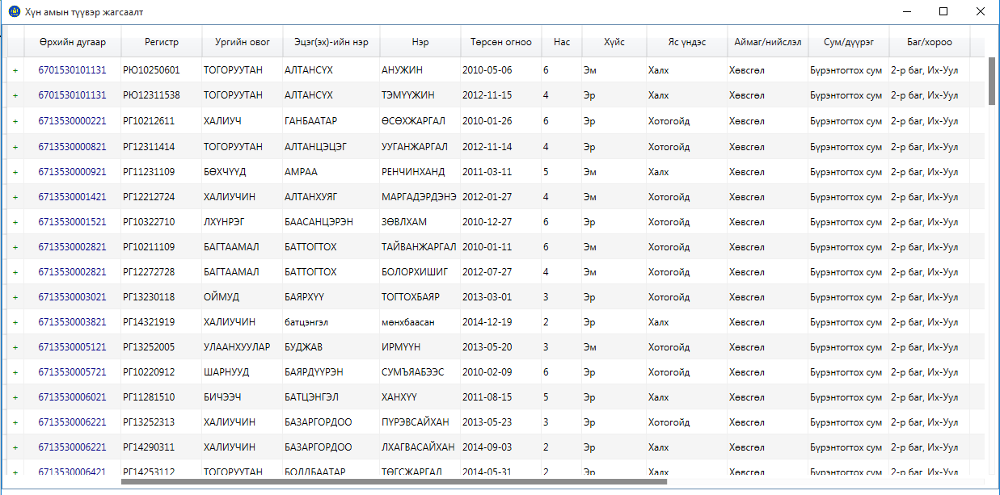 Хүн амын түүвэр жагсаалт
Өрхийн дугаар Регистр Ургийн овог Эцэг(эх)-ийн нэр Нэр Төрсөн огноо Нас Хүйс Яс үндэс Аймаг/нийслэл Сум/дүүрэг Баг/хороо
+ 6701530101131 РЮ10250601 ТОГОРУУТАН АЛТАНСҮХ АНУЖИН 2010-05-06 6 Эм Халх Хөвсгөл Бүрэнтогтох сум 2-р баг, Их-Уул
+ 6701530101131 РЮ12311538 ТОГОРУУТАН АЛТАНСҮХ ТЭМҮҮЖИН 2012-11-15 4 Эр Халх Хөвсгөл Бүрэнтогтох сум 2-р баг, Их-Уул
+ 6713530000221 РГ10212611 ХАЛИУЧ ГАНБААТАР ӨСӨХЖАРГАЛ 2010-01-26 6 Эр Хотогойд Хөвсгөл Бүрэнтогтох сум 2-р баг, Их-Уул
+ 6713530000821 РГ12311414 ТОГОРУУТАН АЛТАНЦЭЦЭГ УУГАНЖАРГАЛ 2012-11-14 4 Эр Хотогойд Хөвсгөл Бүрэнтогтох сум 2-р баг, Их-Уул
+ 6713530000921 РГ11231109 БӨХЧҮҮД АМРАА РЕНЧИНХАНД 2011-03-11 5 Эм Халх Хөвсгөл Бүрэнтогтох сум 2-р баг, Их-Уул
+ 6713530001421 РГ12212724 ХАЛИУЧИН АЛТАНХУЯГ МАРГАДЭРДЭНЭ 2012-01-27 4 Эм Хотогойд Хөвсгөл Бүрэнтогтох сум 2-р баг, Их-Уул
+ 6713530001521 РГ10322710 ЛХҮНРЭГ БААСАНЦЭРЭН ЗӨВЛХАМ 2010-12-27 6 Эр Хотогойд Хөвсгөл Бүрэнтогтох сум 2-р баг, Их-Уул
+ 6713530002821 РГ10211109 БАГТААМАЛ БАТТОГТОХ ТАЙВАНЖАРГАЛ 2010-01-11 6 Эм Хотогойд Хөвсгөл Бүрэнтогтох сум 2-р баг, Их-Уул
+ 6713530002821 РГ12272728 БАГТААМАЛ БАТТОГТОХ БОЛОРХИШИГ 2012-07-27 4 Эм Хотогойд Хөвсгөл Бүрэнтогтох сум 2-р баг, Их-Уул
+ 6713530003021 РГ13230118 ОЙМУД БАЯРХҮҮ ТОГТОХБАЯР 2013-03-01 3 Эр Хотогойд Хөвсгөл Бүрэнтогтох сум 2-р баг, Их-Уул
+ 6713530003821 РГ14321919 ХАЛИУЧИН батцэнгэл мөнхбаасан 2014-12-19 2 Эр Халх Хөвсгөл Бүрэнтогтох сум 2-р баг, Их-Уул
+ 6713530005121 РГ13252005 УЛААНХУУЛАР БУДЖАВ ИРМҮҮН 2013-05-20 3 Эм Хотогойд Хөвсгөл Бүрэнтогтох сум 2-р баг, Их-Уул
+ 6713530005721 РГ10220912 ШАРНУУД БАЯРДҮҮРЭН СУМЪЯАБЭЭС 2010-02-09 6 Эр Хотогойд Хөвсгөл Бүрэнтогтох сум 2-р баг, Их-Уул
+ 6713530006021 РГ11281510 БИЧЭЭЧ БАТЦЭНГЭЛ ХАНХҮҮ 2011-08-15 5 Эр Халх Хөвсгөл Бүрэнтогтох сум 2-р баг, Их-Уул
+ 6713530006221 РГ13252313 ХАЛИУЧИН БАЗАРГОРДОО ПҮРЭВСАЙХАН 2013-05-23 3 Эр Хотогойд Хөвсгөл Бүрэнтогтох сум 2-р баг, Их-Уул
+ 6713530006221 РГ14290311 ХАЛИУЧИН БАЗАРГОРДОО ЛХАГВАСАЙХАН 2014-09-03 2 Эр Халх Хөвсгөл Бүрэнтогтох сум 2-р баг, Их-Уул
+ 6713530006421 РГ14253112 ТОГОРУУТАН БОЛДБААТАР ТӨГСЖАРГАЛ 2014-05-31 2 Эр Халх Хөвсгөл Бүрэнтогтох сум 2-р баг, Их-Уул